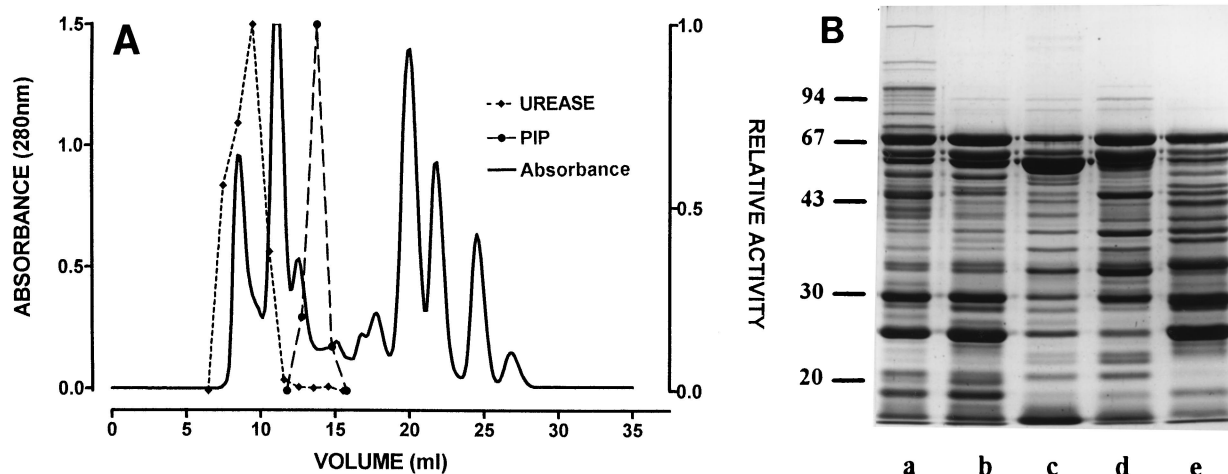 A
ABSORBANCE (280nm)
1.5
1.0
0.5
0.0
UREASE
PIP
Absorbance
1.0
0.5
0.0
RELATIVE ACTIVITY
0
5
10
15
20
25
30
35
VOLUME (ml)
B
94
67
43
30
20
a
b
c
d
e